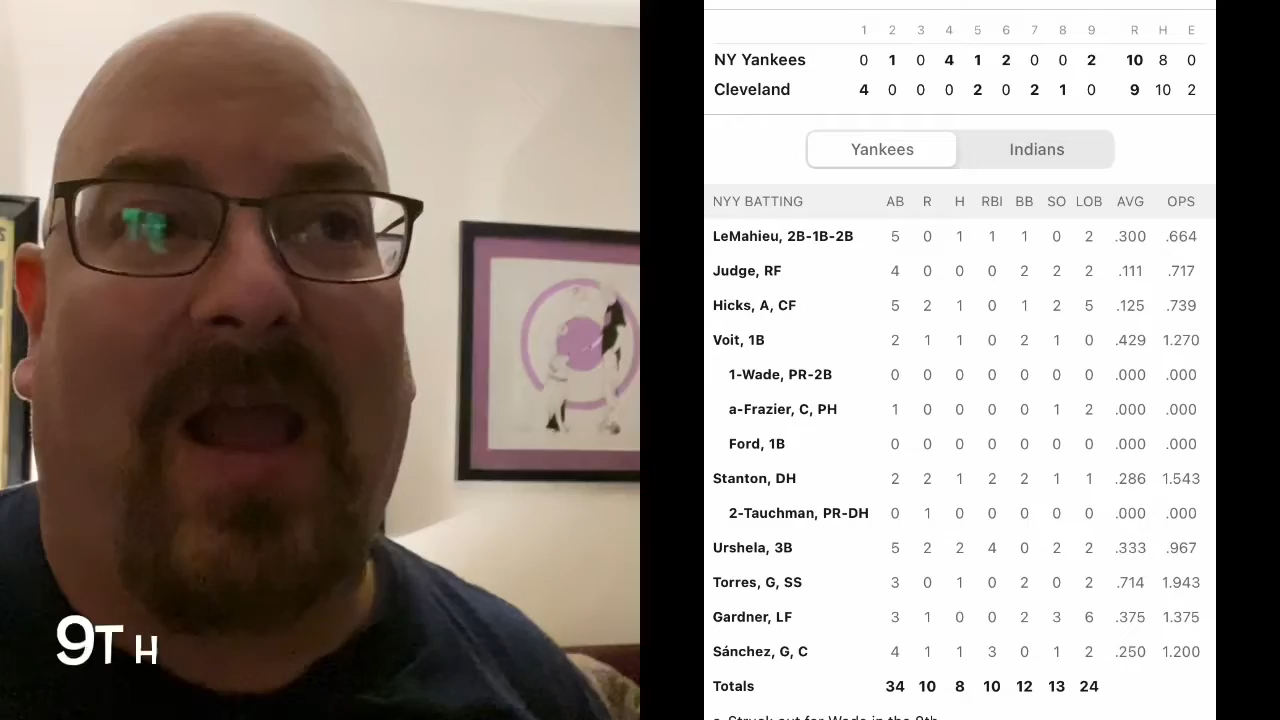 1 2 3 4 5 6 7 8 9 R H E
NY Yankees 0 1 0 4 1 2 0 0 2 10 8 0
Cleveland 4 0 0 0 2 0 2 1 0 9 10 2
Yankees Indians
NYY BATTING AB R H RBI BB SO LOB AVG OPS
LeMahieu, 2B-1B-2B 5 0 1 1 1 0 2 .300 .664
Judge, RF 4 0 0 0 2 2 2 .111 .717
Hicks, A, CF 5 2 1 0 1 2 5 .125 .739
Voit, 1B 2 1 1 0 2 1 0 .429 1.270
1-Wade, PR-2B 0 0 0 0 0 0 0 .000 .000
a-Frazier, C, PH 1 0 0 0 0 1 2 .000 .000
Ford, 1B 0 0 0 0 0 0 0 .000 .000
Stanton, DH 2 2 1 2 2 1 1 .286 1.543
2-Tauchman, PR-DH 0 1 0 0 0 0 0 .000 .000
Urshela, 3B 5 2 2 4 0 2 2 .333 .967
Torres, G, SS 3 0 1 0 2 0 2 .714 1.943
Gardner, LF 3 1 0 0 2 3 6 .375 1.375
Sánchez, G, C 4 1 1 3 0 1 2 .250 1.200
Totals 34 10 8 10 12 13 24
a-Struck out for Wade in the 8th.
9TH